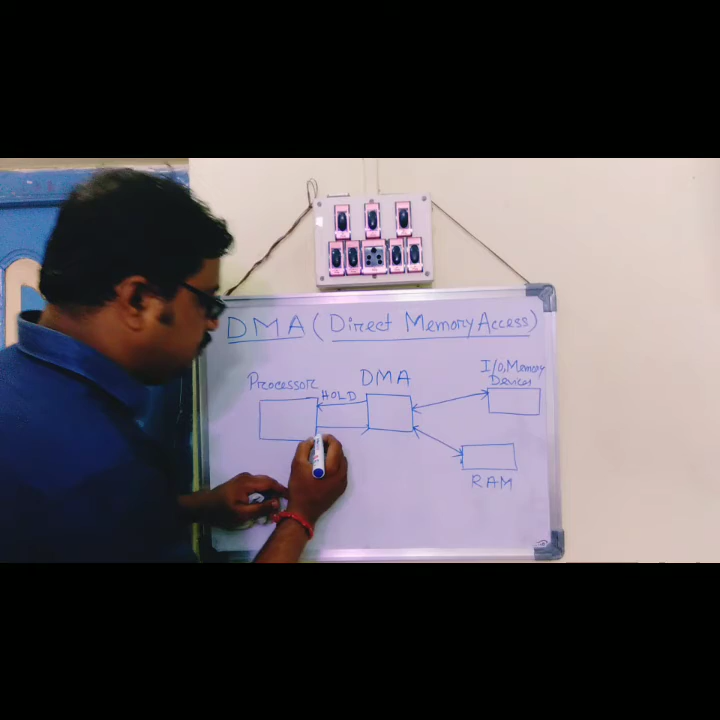 DMA (Direct Memory Access)
Processor
HOLD
DMA
I/O, Memory
Devices
RAM